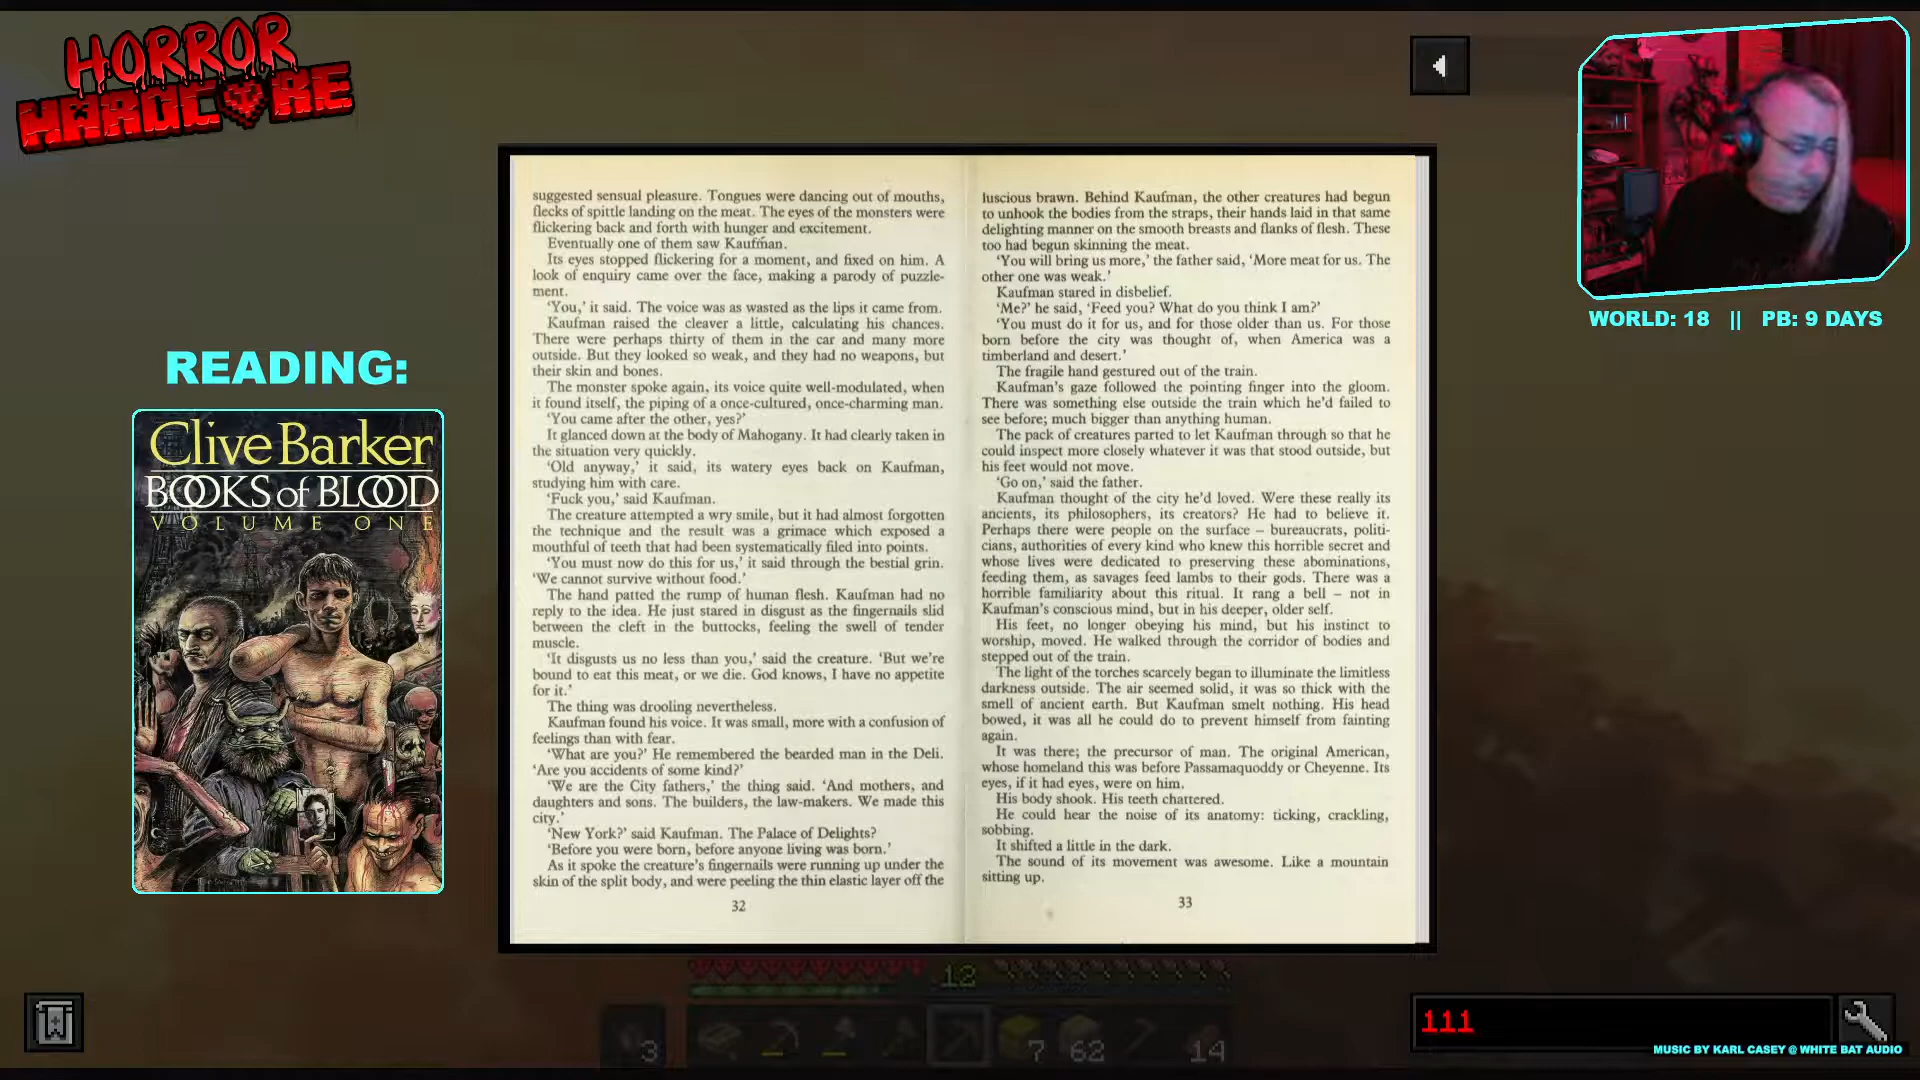 HORROR
HARDCORE
READING:
Clive Barker
BOOKS of BLOOD
VOLUME ONE
suggested sensual pleasure. Tongues were dancing out of mouths,
flecks of spittle landing on the meat. The eyes of the monsters were
flickering back and forth with hunger and excitement.
Eventually one of them saw Kaufman.
Its eyes stopped flickering for a moment, and fixed on him. A
look of enquiry came over the face, making a parody of puzzle-
ment.
‘You,’ it said. The voice was as wasted as the lips it came from.
Kaufman raised the cleaver a little, calculating his chances.
There were perhaps thirty of them in the car and many more
outside. But they looked so weak, and they had no weapons, but
their skin and bones.
The monster spoke again, its voice quite well-modulated, when
it found itself, the piping of a once-cultured, once-charming man.
‘You came after the other, yes?’
It glanced down at the body of Mahogany. It had clearly taken in
the situation very quickly.
‘Old anyway,’ it said, its watery eyes back on Kaufman,
studying him with care.
‘Fuck you,’ said Kaufman.
The creature attempted a wry smile, but it had almost forgotten
the technique and the result was a grimace which exposed a
mouthful of teeth that had been systematically filed into points.
‘You must now do this for us,’ it said through the bestial grin.
‘We cannot survive without food.’
The hand patted the rump of human flesh. Kaufman had no
reply to the idea. He just stared in disgust as the fingernails slid
between the cleft in the buttocks, feeling the swell of tender
muscle.
‘It disgusts us no less than you,’ said the creature. ‘But we’re
bound to eat this meat, or we die. God knows, I have no appetite
for it.’
The thing was drooling nevertheless.
Kaufman found his voice. It was small, more with a confusion of
feelings than with fear.
‘What are you?’ He remembered the bearded man in the Deli.
‘Are you accidents of some kind?’
‘We are the City fathers,’ the thing said. ‘And mothers, and
daughters and sons. The builders, the law-makers. We made this
city.’
‘New York?’ said Kaufman. The Palace of Delights?
‘Before you were born, before anyone living was born.’
As it spoke the creature’s fingernails were running up under the
skin of the split body, and were peeling the thin elastic layer off the
32
luscious brawn. Behind Kaufman, the other creatures had begun
to unhook the bodies from the straps, their hands laid in that same
delighting manner on the smooth breasts and flanks of flesh. These
too had begun skinning the meat.
‘You will bring us more,’ the father said, ‘More meat for us. The
other one was weak.’
Kaufman stared in disbelief.
‘Me?’ he said, ‘Feed you? What do you think I am?’
‘You must do it for us, and for those older than us. For those
born before the city was thought of, when America was a
timberland and desert.’
The fragile hand gestured out of the train.
Kaufman’s gaze followed the pointing finger into the gloom.
There was something else outside the train which he’d failed to
see before; much bigger than anything human.
The pack of creatures parted to let Kaufman through so that he
could inspect more closely whatever it was that stood outside, but
his feet would not move.
‘Go on,’ said the father.
Kaufman thought of the city he’d loved. Were these really its
ancients, its philosophers, its creators? He had to believe it.
Perhaps there were people on the surface – bureaucrats, politi-
cians, authorities of every kind who knew this horrible secret and
whose lives were dedicated to preserving these abominations,
feeding them, as savages feed lambs to their gods. There was a
horrible familiarity about this ritual. It rang a bell – not in
Kaufman’s conscious mind, but in his deeper, older self.
His feet, no longer obeying his mind, but his instinct to
worship, moved. He walked through the corridor of bodies and
stepped out of the train.
The light of the torches scarcely began to illuminate the limitless
darkness outside. The air seemed solid, it was so thick with the
smell of ancient earth. But Kaufman smelt nothing. His head
bowed, it was all he could do to prevent himself from fainting
again.
It was there; the precursor of man. The original American,
whose homeland this was before Passamaquoddy or Cheyenne. Its
eyes, if it had eyes, were on him.
His body shook. His teeth chattered.
He could hear the noise of its anatomy: ticking, crackling,
sobbing.
It shifted a little in the dark.
The sound of its movement was awesome. Like a mountain
sitting up.
33
WORLD: 18 || PB: 9 DAYS
12
3
7
62
14
111
MUSIC BY KARL CASEY @ WHITE BAT AUDIO